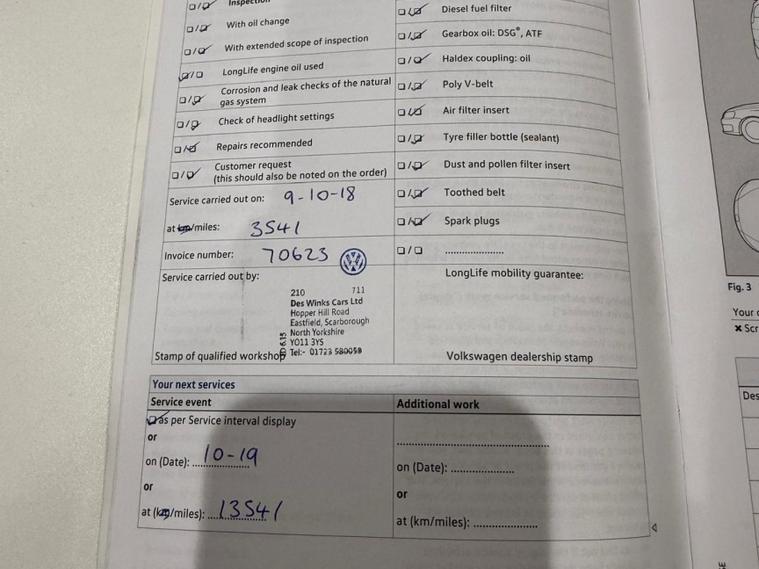 Inspection
With oil change
With extended scope of inspection
LongLife engine oil used
Corrosion and leak checks of the natural
gas system
Check of headlight settings
Repairs recommended
Customer request
(this should also be noted on the order)
Service carried out on: 9-10-18
at km/miles: 3541
Invoice number: 70623
Service carried out by:
210 711
Des Winks Cars Ltd
Hopper Hill Road
Eastfield, Scarborough
North Yorkshire
YO11 3YS
Tel:- 01723 580059
Stamp of qualified workshop
Diesel fuel filter
Gearbox oil: DSG®, ATF
Haldex coupling: oil
Poly V-belt
Air filter insert
Tyre filler bottle (sealant)
Dust and pollen filter insert
Toothed belt
Spark plugs
LongLife mobility guarantee:
Volkswagen dealership stamp
Your next services
Service event
as per Service interval display
or
on (Date): 10-19
or
at (km/miles): 13541
Additional work
on (Date):
or
at (km/miles):
Fig. 3